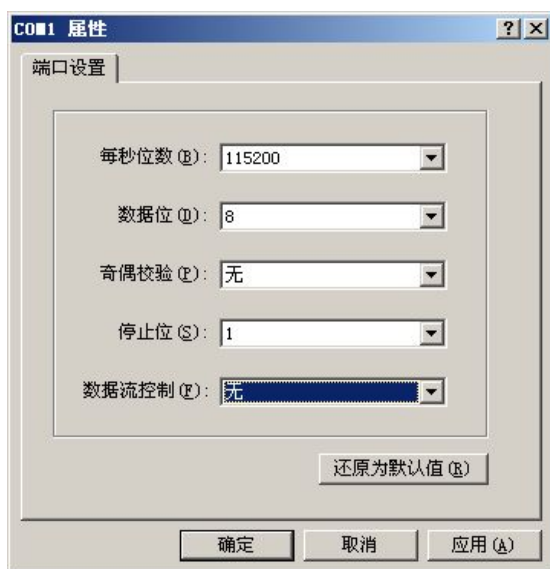 COM1 属性
端口设置
每秒位数(B): 115200
数据位(D): 8
奇偶校验(P): 无
停止位(S): 1
数据流控制(F): 无
还原为默认值(R)
确定 取消 应用(A)